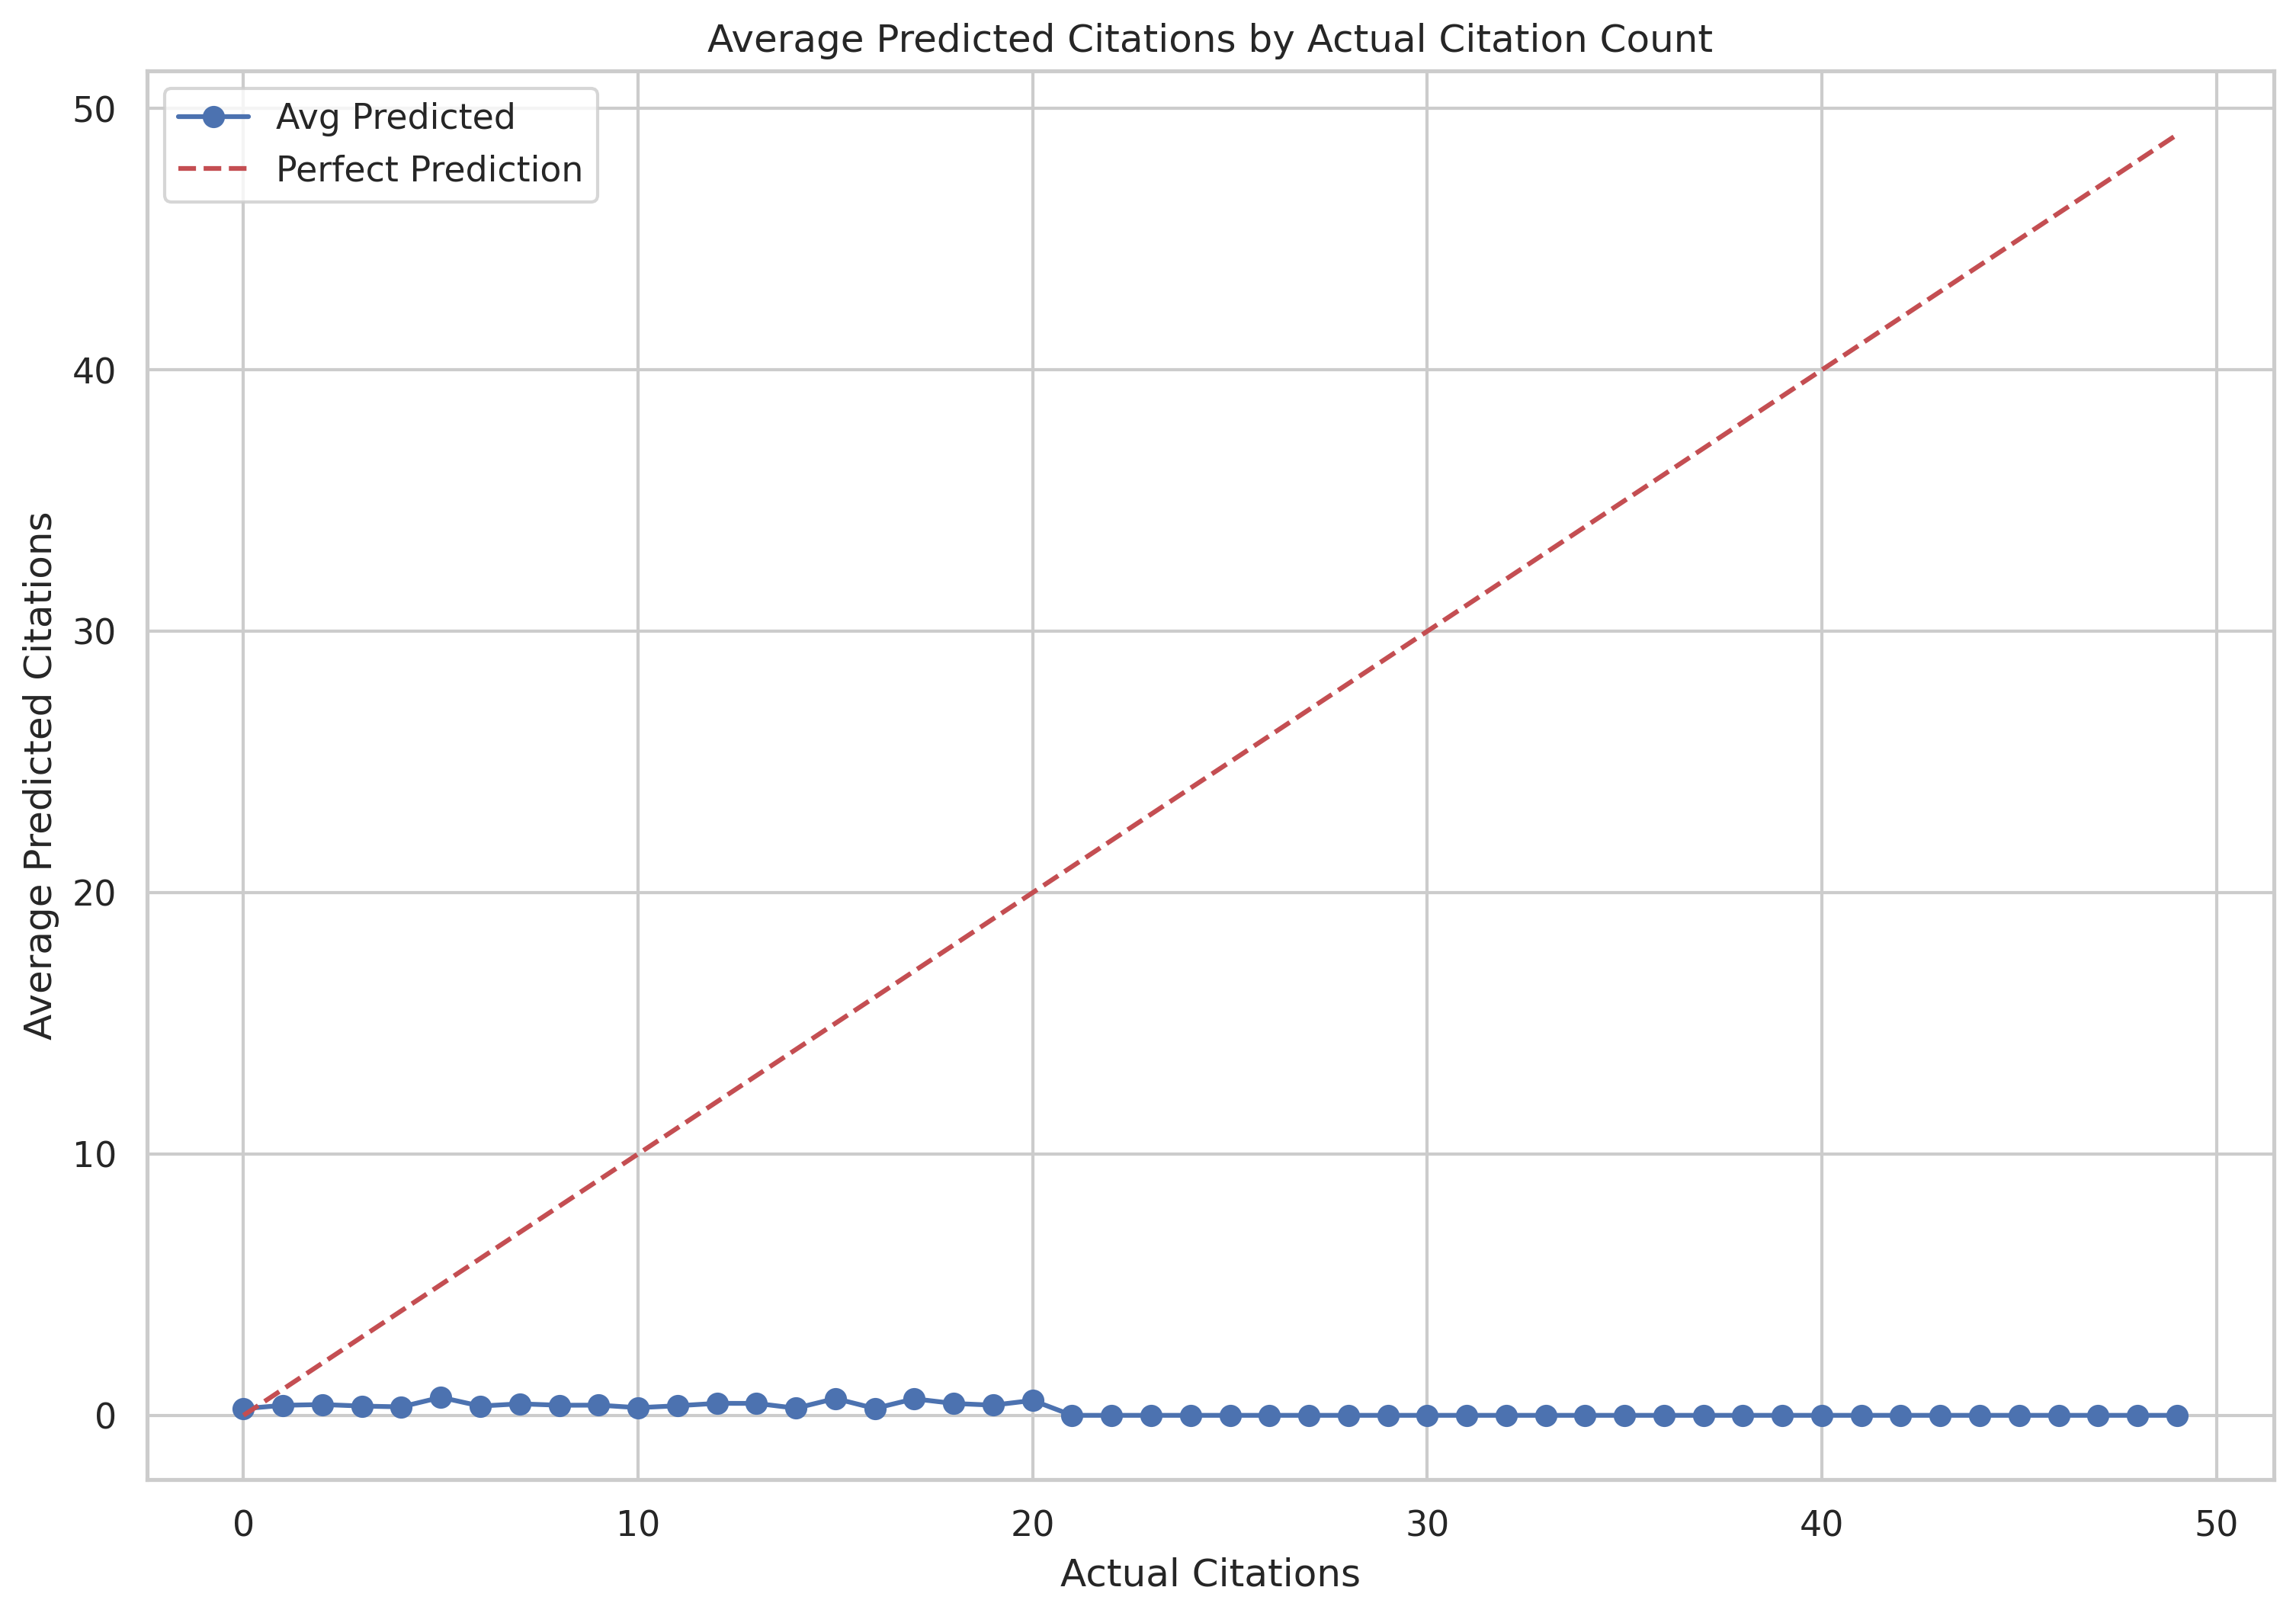 Average Predicted Citations by Actual Citation Count
Avg Predicted
Perfect Prediction
Average Predicted Citations
50
40
30
20
10
0
0 10 20 30 40 50
Actual Citations